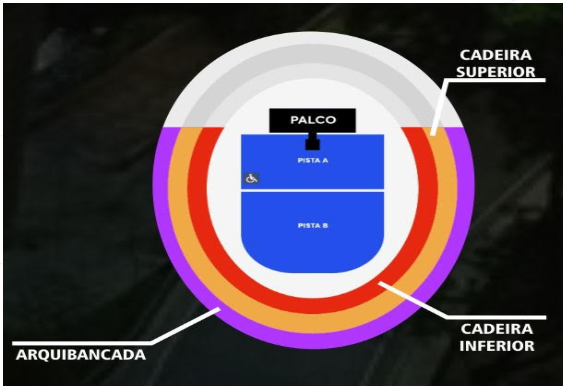 CADEIRA
SUPERIOR
PALCO
PISTA A
PISTA B
CADEIRA
INFERIOR
ARQUIBANCADA